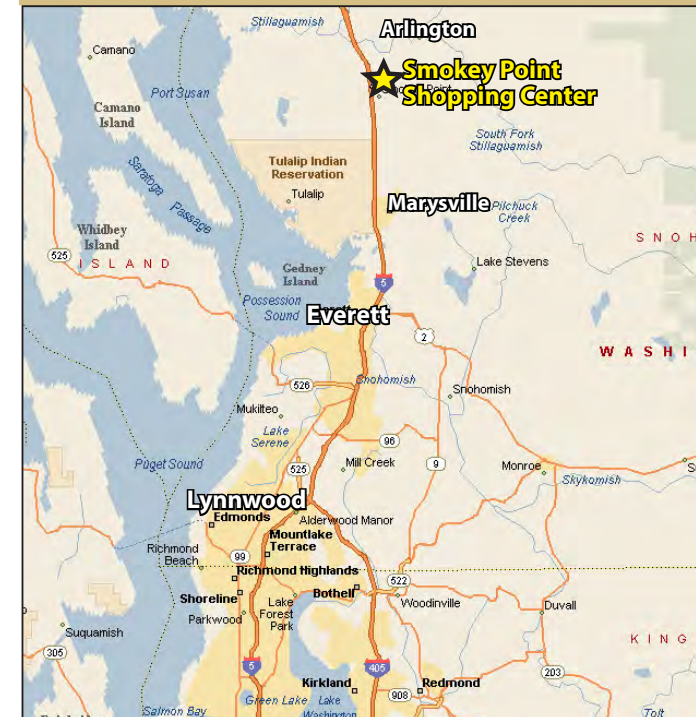 Stillaguamish
Arlington
Camano
Smokey Point
Shopping Center
Port Susan
Camano
Island
South Fork
Stillaguamish
Tulalip Indian
Reservation
Saratoga
Passage
Tulalip
Marysville
Pilchuck
Creek
Whidbey
Island
525
ISLAND
SNOH
Lake Stevens
Gedney
Island
5
Possession
Sound
Everett
2
WASHI
Snohomish
526
Snohomish
Mukilteo
Lake
Serene
96
Puget Sound
525
Mill Creek
9
Monroe
Skykomish
S
Lynnwood
Edmonds
Alderwood Manor
Mountlake
Terrace
Richmond
Beach
99
Richmond Highlands
522
Shoreline
Bothell
Lake
Forest
Park
Woodinville
Duvall
Parkwood
Suquamish
KING
305
5
405
203
Kirkland
Redmond
908
Green Lake
Lake
Washington
Salmon Bay
Tolt